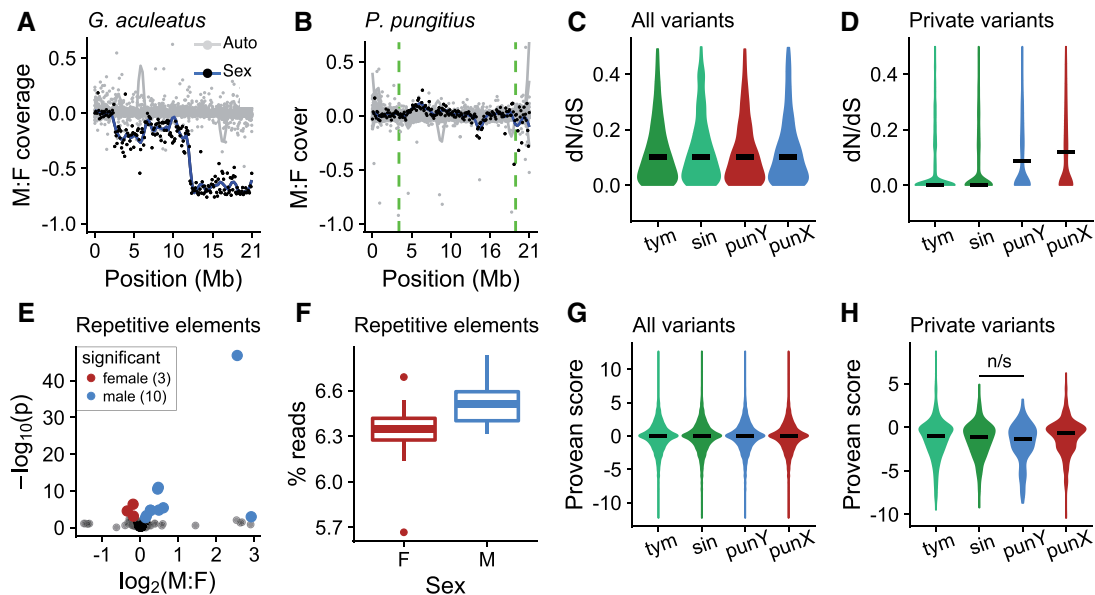 A
G. aculeatus
M:F coverage
0.5
0.0
-0.5
-1.0
Auto
Sex
0 5 10 16 21
Position (Mb)
B
P. pungitius
M:F cover
0.5
0.0
-0.5
-1.0
0 5 10 16 21
Position (Mb)
C
All variants
dN/dS
0.4
0.2
0.0
tym sin punY punX
D
Private variants
dN/dS
0.4
0.2
0.0
tym sin punY punX
E
Repetitive elements
−log10(p)
40
30
20
10
0
significant
female (3)
male (10)
-1 0 1 2 3
log2(M:F)
F
Repetitive elements
% reads
6.6
6.3
6.0
5.7
F M
Sex
G
All variants
Provean score
10
5
0
-5
-10
tym sin punY punX
H
Private variants
Provean score
5
0
-5
-10
n/s
tym sin punY punX